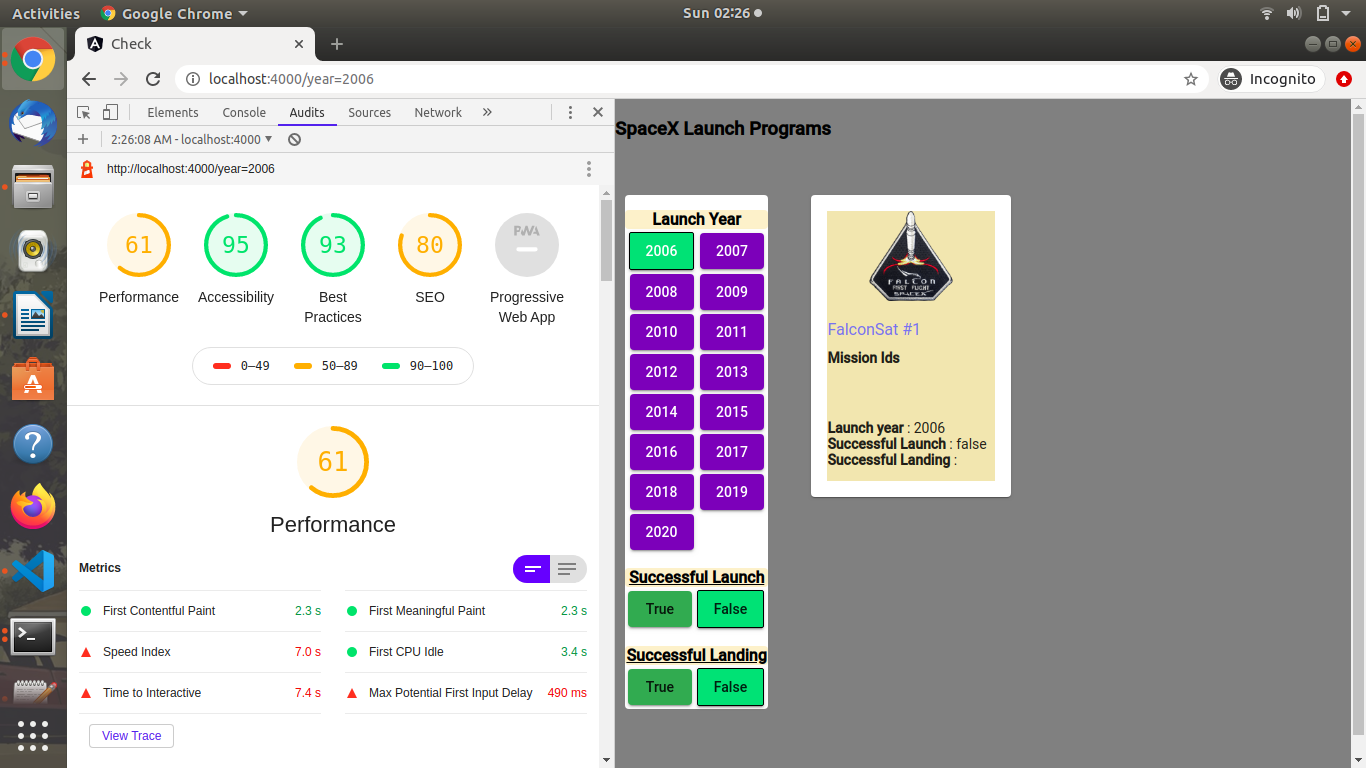 Activities
Google Chrome
Sun 02:26
Check
localhost:4000/year=2006
Incognito
Elements
Console
Audits
Sources
Network
2:26:08 AM - localhost:4000
http://localhost:4000/year=2006
61
95
93
80
PWA
Performance
Accessibility
Best
Practices
SEO
Progressive
Web App
0–49
50–89
90–100
61
Performance
Metrics
First Contentful Paint 2.3 s
First Meaningful Paint 2.3 s
Speed Index 7.0 s
First CPU Idle 3.4 s
Time to Interactive 7.4 s
Max Potential First Input Delay 490 ms
View Trace
SpaceX Launch Programs
Launch Year
2006 2007
2008 2009
2010 2011
2012 2013
2014 2015
2016 2017
2018 2019
2020
Successful Launch
True False
Successful Landing
True False
FALCON
FIRST FLIGHT
SPACEX
FalconSat #1
Mission Ids
Launch year : 2006
Successful Launch : false
Successful Landing :